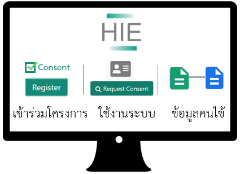 HIE
Consent
Register
Request Consent
เข้าร่วมโครงการ ใช้งานระบบ ข้อมูลคนไข้